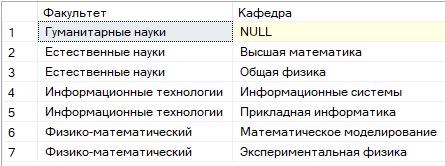 Факультет Кафедра
1 Гуманитарные науки NULL
2 Естественные науки Высшая математика
3 Естественные науки Общая физика
4 Информационные технологии Информационные системы
5 Информационные технологии Прикладная информатика
6 Физико-математический Математическое моделирование
7 Физико-математический Экспериментальная физика